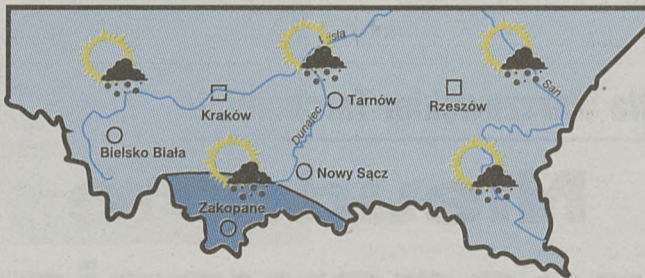 Wisła
San
Tarnów
Rzeszów
Kraków
Dunajec
Bielsko Biała
Nowy Sącz
Zakopane